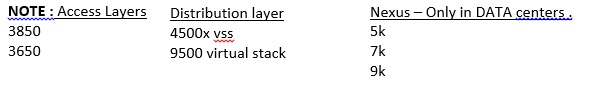 NOTE : Access Layers
3850
3650
Distribution layer
4500x vss
9500 virtual stack
Nexus – Only in DATA centers .
5k
7k
9k